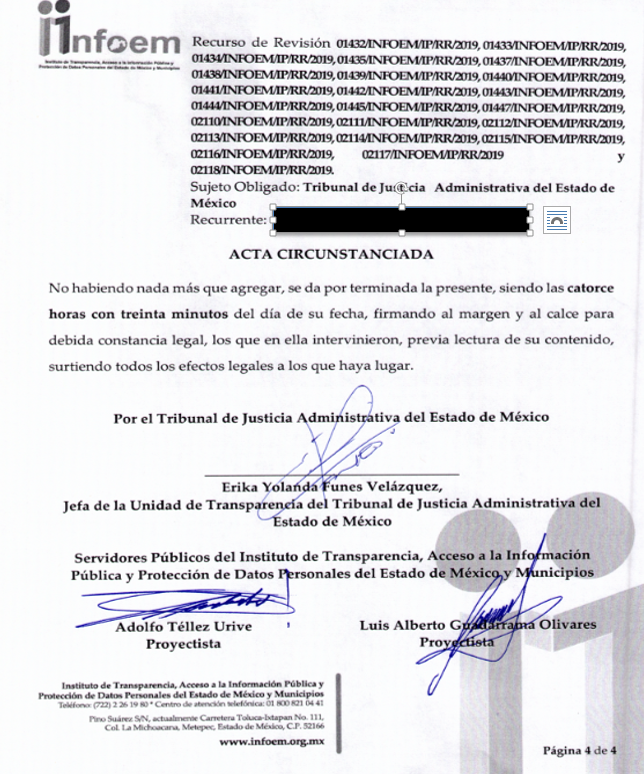 infoem
Instituto de Transparencia, Acceso a la Información Pública y
Protección de Datos Personales del Estado de México y Municipios
Recurso de Revisión 01432/INFOEM/IP/RR/2019, 01433/INFOEM/IP/RR/2019,
01434/INFOEM/IP/RR/2019, 01435/INFOEM/IP/RR/2019, 01437/INFOEM/IP/RR/2019,
01438/INFOEM/IP/RR/2019, 01439/INFOEM/IP/RR/2019, 01440/INFOEM/IP/RR/2019,
01441/INFOEM/IP/RR/2019, 01442/INFOEM/IP/RR/2019, 01443/INFOEM/IP/RR/2019,
01444/INFOEM/IP/RR/2019, 01445/INFOEM/IP/RR/2019, 01447/INFOEM/IP/RR/2019,
02110/INFOEM/IP/RR/2019, 02111/INFOEM/IP/RR/2019, 02112/INFOEM/IP/RR/2019,
02113/INFOEM/IP/RR/2019, 02114/INFOEM/IP/RR/2019, 02115/INFOEM/IP/RR/2019,
02116/INFOEM/IP/RR/2019, 02117/INFOEM/IP/RR/2019 y
02118/INFOEM/IP/RR/2019.
Sujeto Obligado: Tribunal de Justicia Administrativa del Estado de
México
Recurrente:
ACTA CIRCUNSTANCIADA
No habiendo nada más que agregar, se da por terminada la presente, siendo las catorce
horas con treinta minutos del día de su fecha, firmando al margen y al calce para
debida constancia legal, los que en ella intervinieron, previa lectura de su contenido,
surtiendo todos los efectos legales a los que haya lugar.
Por el Tribunal de Justicia Administrativa del Estado de México
Erika Yolanda Funes Velázquez,
Jefa de la Unidad de Transparencia del Tribunal de Justicia Administrativa del
Estado de México
Servidores Públicos del Instituto de Transparencia, Acceso a la Información
Pública y Protección de Datos Personales del Estado de México y Municipios
Adolfo Téllez Urive
Proyectista
Luis Alberto Guadarrama Olivares
Proyectista
Instituto de Transparencia, Acceso a la Información Pública y
Protección de Datos Personales del Estado de México y Municipios
Teléfono: (722) 2 26 19 80 * Centro de atención telefónica: 01 800 821 04 41
Pino Suárez S/N, actualmente Carretera Toluca-Ixtapan No. 111,
Col. La Michoacana, Metepec, Estado de México, C.P. 52166
www.infoem.org.mx
Página 4 de 4